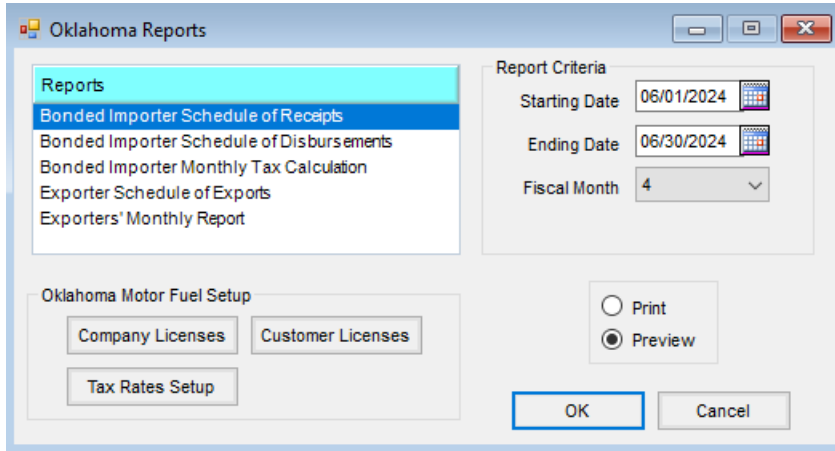 Oklahoma Reports
Reports
Bonded Importer Schedule of Receipts
Bonded Importer Schedule of Disbursements
Bonded Importer Monthly Tax Calculation
Exporter Schedule of Exports
Exporters' Monthly Report
Report Criteria
Starting Date 06/01/2024
Ending Date 06/30/2024
Fiscal Month 4
Oklahoma Motor Fuel Setup
Company Licenses Customer Licenses
Tax Rates Setup
Print
Preview
OK Cancel